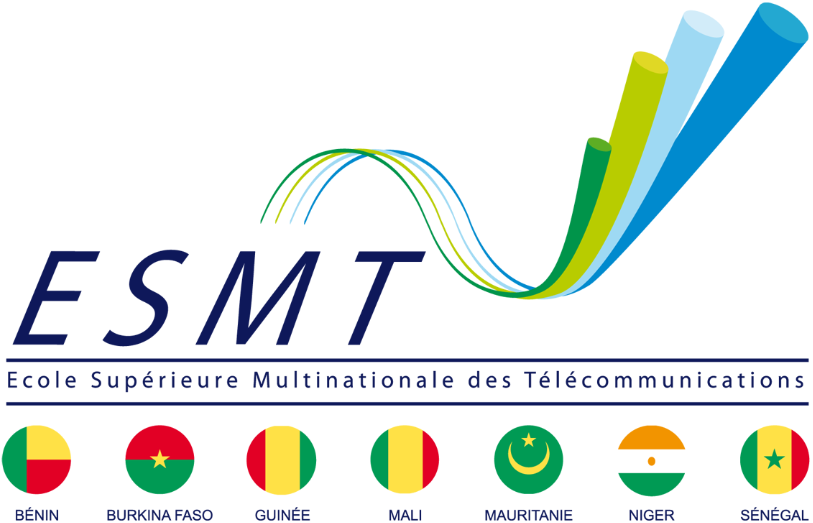 ESMT
Ecole Supérieure Multinationale des Télécommunications
BÉNIN BURKINA FASO GUINÉE MALI MAURITANIE NIGER SÉNÉGAL